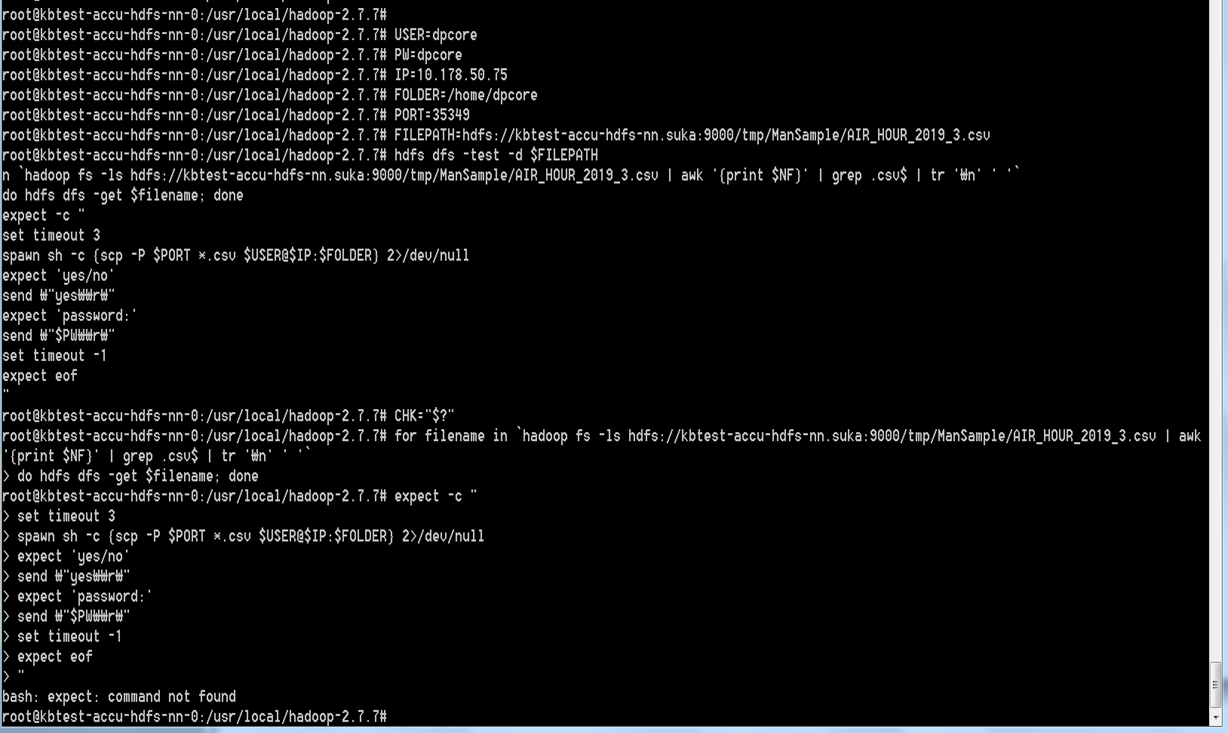 root@kbtest-accu-hdfs-nn-0:/usr/local/hadoop-2.7.7#
root@kbtest-accu-hdfs-nn-0:/usr/local/hadoop-2.7.7# USER=dpcore
root@kbtest-accu-hdfs-nn-0:/usr/local/hadoop-2.7.7# PW=dpcore
root@kbtest-accu-hdfs-nn-0:/usr/local/hadoop-2.7.7# IP=10.178.50.75
root@kbtest-accu-hdfs-nn-0:/usr/local/hadoop-2.7.7# FOLDER=/home/dpcore
root@kbtest-accu-hdfs-nn-0:/usr/local/hadoop-2.7.7# PORT=35349
root@kbtest-accu-hdfs-nn-0:/usr/local/hadoop-2.7.7# FILEPATH=hdfs://kbtest-accu-hdfs-nn.suka:9000/tmp/ManSample/AIR_HOUR_2019_3.csv
root@kbtest-accu-hdfs-nn-0:/usr/local/hadoop-2.7.7# hdfs dfs -test -d $FILEPATH
n `hadoop fs -ls hdfs://kbtest-accu-hdfs-nn.suka:9000/tmp/ManSample/AIR_HOUR_2019_3.csv | awk '{print $NF}' | grep .csv$ | tr '₩n' ' '`
do hdfs dfs -get $filename; done
expect -c "
set timeout 3
spawn sh -c {scp -P $PORT *.csv $USER@$IP:$FOLDER} 2>/dev/null
expect 'yes/no'
send ₩"yes₩₩r₩"
expect 'password:'
send ₩"$PW₩₩r₩"
set timeout -1
expect eof
"
root@kbtest-accu-hdfs-nn-0:/usr/local/hadoop-2.7.7# CHK="$?"
root@kbtest-accu-hdfs-nn-0:/usr/local/hadoop-2.7.7# for filename in `hadoop fs -ls hdfs://kbtest-accu-hdfs-nn.suka:9000/tmp/ManSample/AIR_HOUR_2019_3.csv | awk
'{print $NF}' | grep .csv$ | tr '₩n' ' '`
> do hdfs dfs -get $filename; done
root@kbtest-accu-hdfs-nn-0:/usr/local/hadoop-2.7.7# expect -c "
> set timeout 3
> spawn sh -c {scp -P $PORT *.csv $USER@$IP:$FOLDER} 2>/dev/null
> expect 'yes/no'
> send ₩"yes₩₩r₩"
> expect 'password:'
> send ₩"$PW₩₩r₩"
> set timeout -1
> expect eof
> "
bash: expect: command not found
root@kbtest-accu-hdfs-nn-0:/usr/local/hadoop-2.7.7#